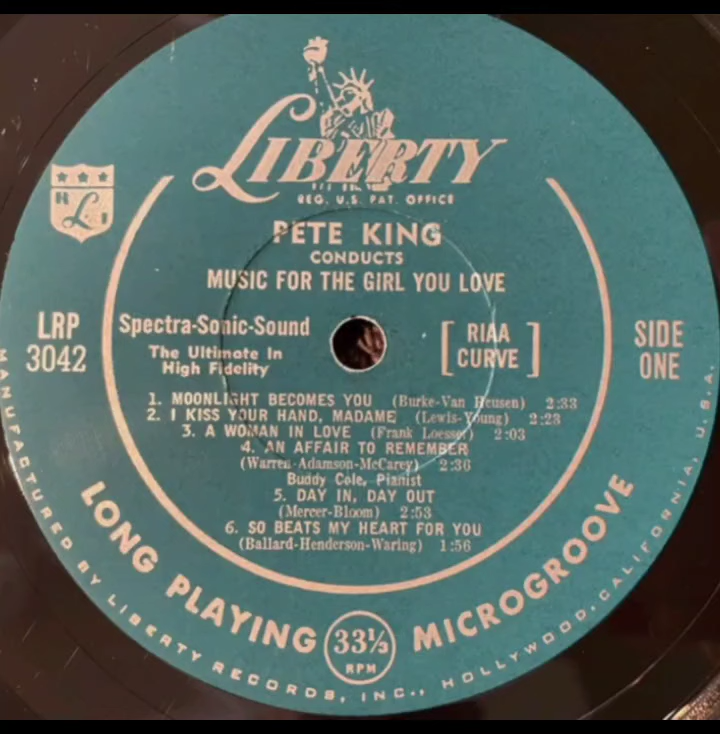 LIBERTY
REG. U.S. PAT. OFFICE
PETE KING
CONDUCTS
MUSIC FOR THE GIRL YOU LOVE
LRP
3042
Spectra-Sonic-Sound
The Ultimate In
High Fidelity
[ RIAA
CURVE ]
SIDE
ONE
1. MOONLIGHT BECOMES YOU (Burke-Van Heusen) 2:33
2. I KISS YOUR HAND, MADAME (Lewis-Young) 2:28
3. A WOMAN IN LOVE (Frank Loesser) 2:03
4. AN AFFAIR TO REMEMBER
(Warren-Adamson-McCarey) 2:36
Buddy Cole, Pianist
5. DAY IN, DAY OUT
(Mercer-Bloom) 2:53
6. SO BEATS MY HEART FOR YOU
(Ballard-Henderson-Waring) 1:56
LONG PLAYING 33⅓ RPM MICROGROOVE
MANUFACTURED BY LIBERTY RECORDS, INC., HOLLYWOOD, CALIFORNIA, U.S.A.